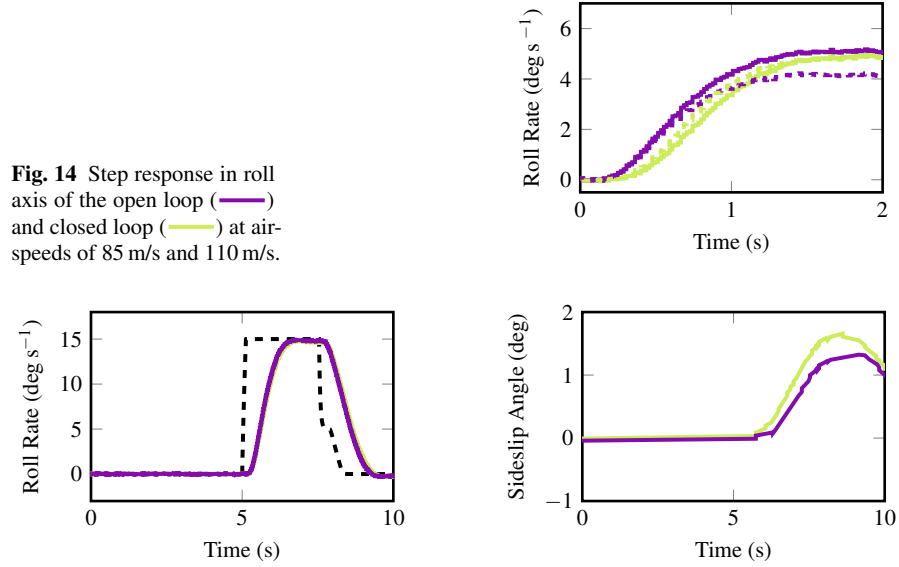 6
4
2
0
Roll Rate (deg s⁻¹)
0
1
2
Time (s)
Fig. 14 Step response in roll
axis of the open loop ( )
and closed loop ( ) at air-
speeds of 85 m/s and 110 m/s.
15
10
5
0
Roll Rate (deg s⁻¹)
0
5
10
Time (s)
2
1
0
−1
Sideslip Angle (deg)
0
5
10
Time (s)